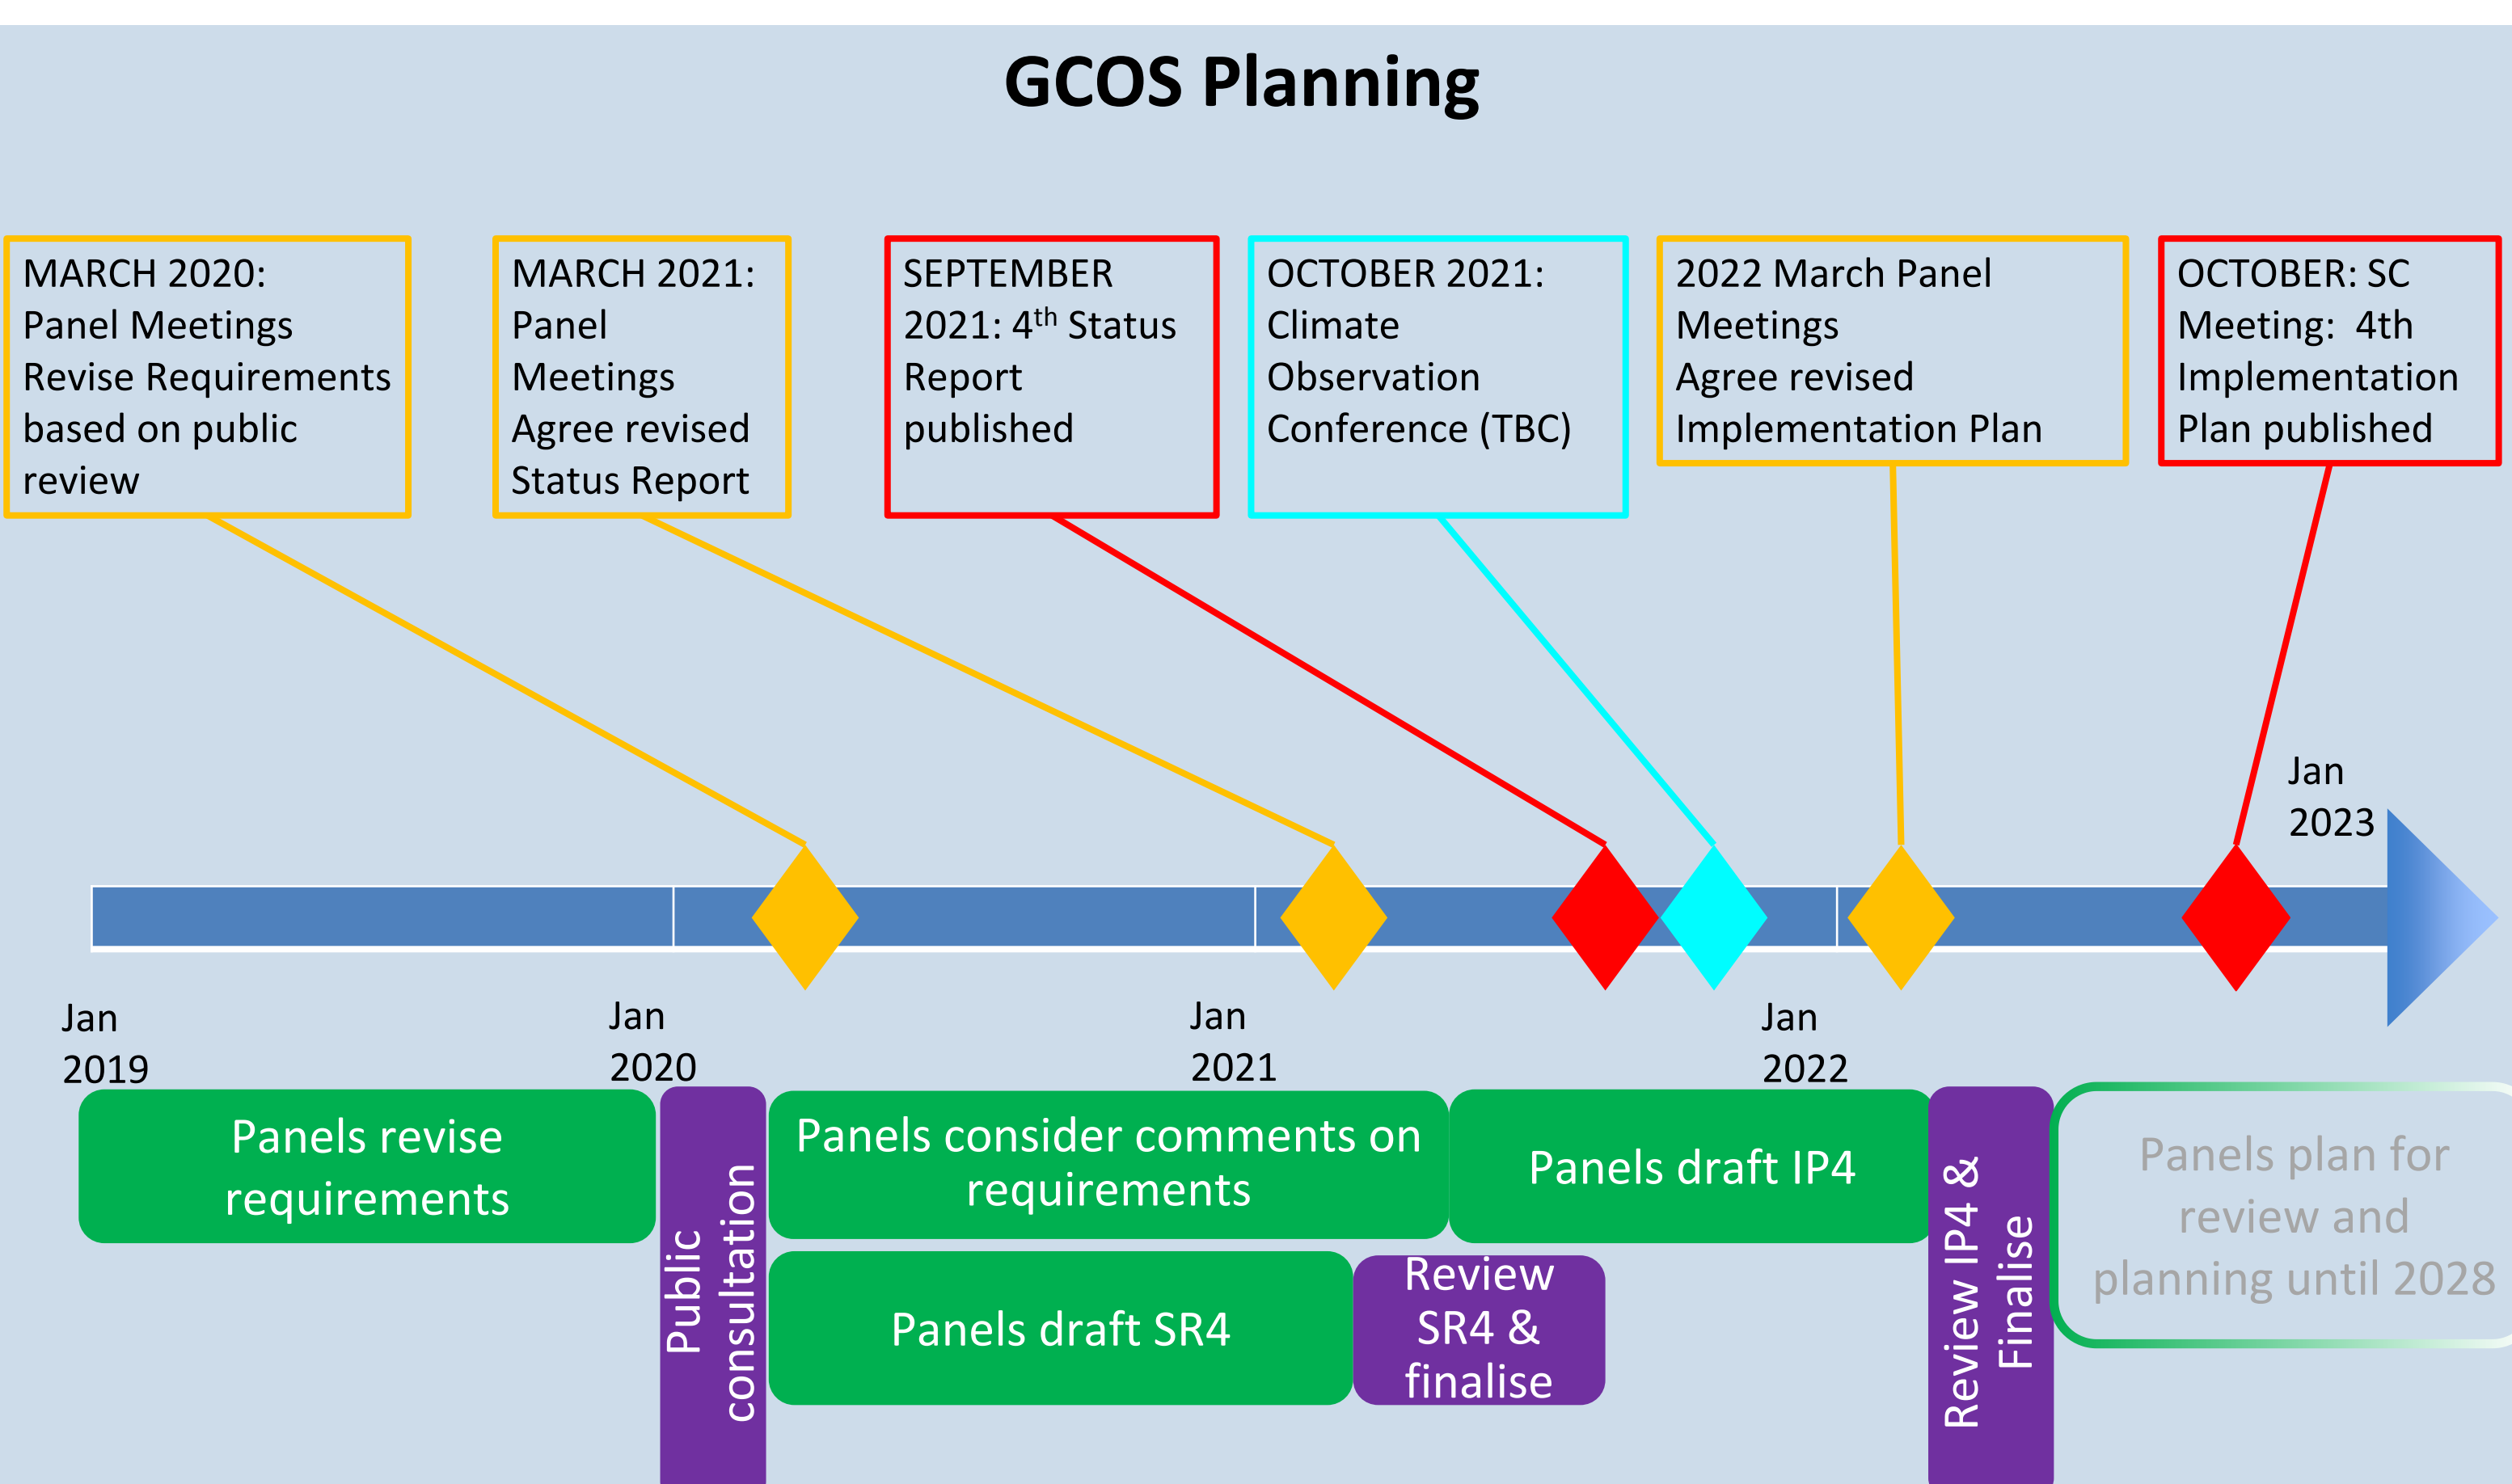 GCOS Planning
MARCH 2020:
Panel Meetings
Revise Requirements
based on public
review
MARCH 2021:
Panel
Meetings
Agree revised
Status Report
SEPTEMBER
2021: 4th Status
Report
published
OCTOBER 2021:
Climate
Observation
Conference (TBC)
2022 March Panel
Meetings
Agree revised
Implementation Plan
OCTOBER: SC
Meeting:  4th
Implementation
Plan published
Jan
2023
Jan
2019
Jan
2020
Jan
2021
Jan
2022
Panels revise
requirements
Public
consultation
Panels consider comments on
requirements
Panels draft IP4
Panels draft SR4
Review
SR4 &
finalise
Review IP4 &
Finalise
Panels plan for
review and
planning until 2028